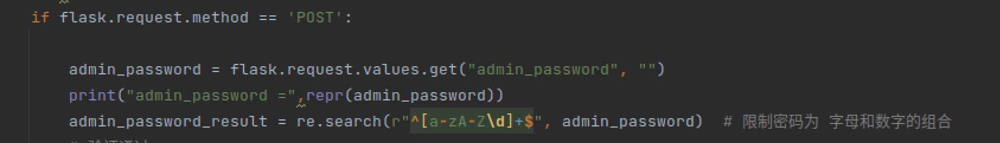 if flask.request.method == 'POST':
admin_password = flask.request.values.get("admin_password", "")
print("admin_password =",repr(admin_password))
admin_password_result = re.search(r"^[a-zA-Z\d]+$", admin_password)  # 限制密码为 字母和数字的组合